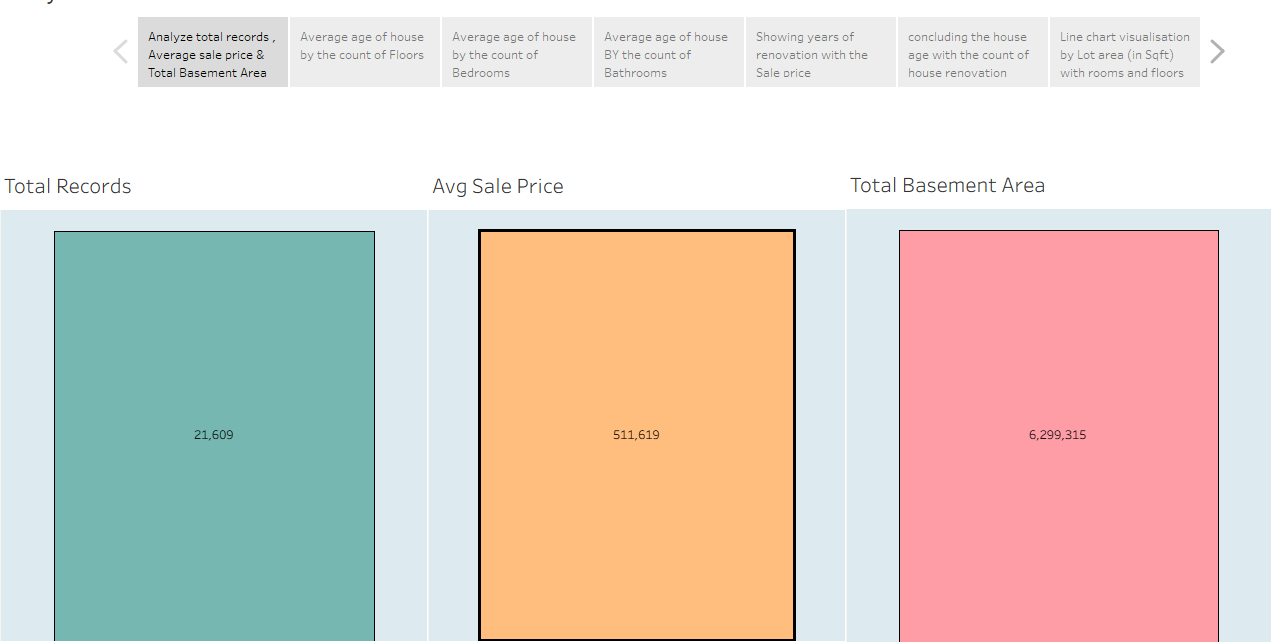 Analyze total records ,
Average sale price &
Total Basement Area
Average age of house
by the count of Floors
Average age of house
by the count of
Bedrooms
Average age of house
BY the count of
Bathrooms
Showing years of
renovation with the
Sale price
concluding the house
age with the count of
house renovation
Line chart visualisation
by Lot area (in Sqft)
with rooms and floors
Total Records
Avg Sale Price
Total Basement Area
21,609
511,619
6,299,315